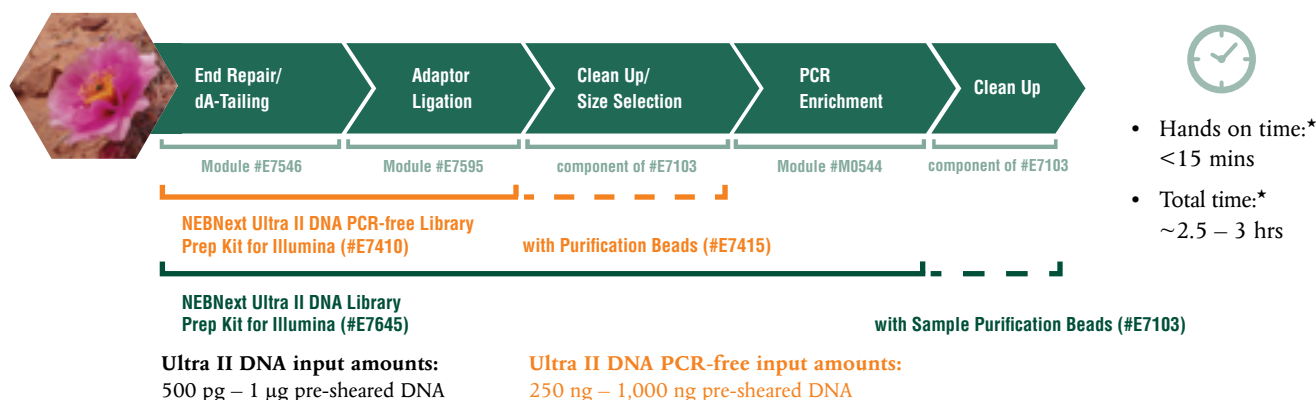 End Repair/
dA-Tailing
Adaptor
Ligation
Clean Up/
Size Selection
PCR
Enrichment
Clean Up
Module #E7546
Module #E7595
component of #E7103
Module #M0544
component of #E7103
NEBNext Ultra II DNA PCR-free Library
Prep Kit for Illumina (#E7410)
with Purification Beads (#E7415)
NEBNext Ultra II DNA Library
Prep Kit for Illumina (#E7645)
with Sample Purification Beads (#E7103)
Ultra II DNA input amounts:
500 pg – 1 µg pre-sheared DNA
Ultra II DNA PCR-free input amounts:
250 ng – 1,000 ng pre-sheared DNA
• Hands on time:★
<15 mins
• Total time:★
~2.5 – 3 hrs